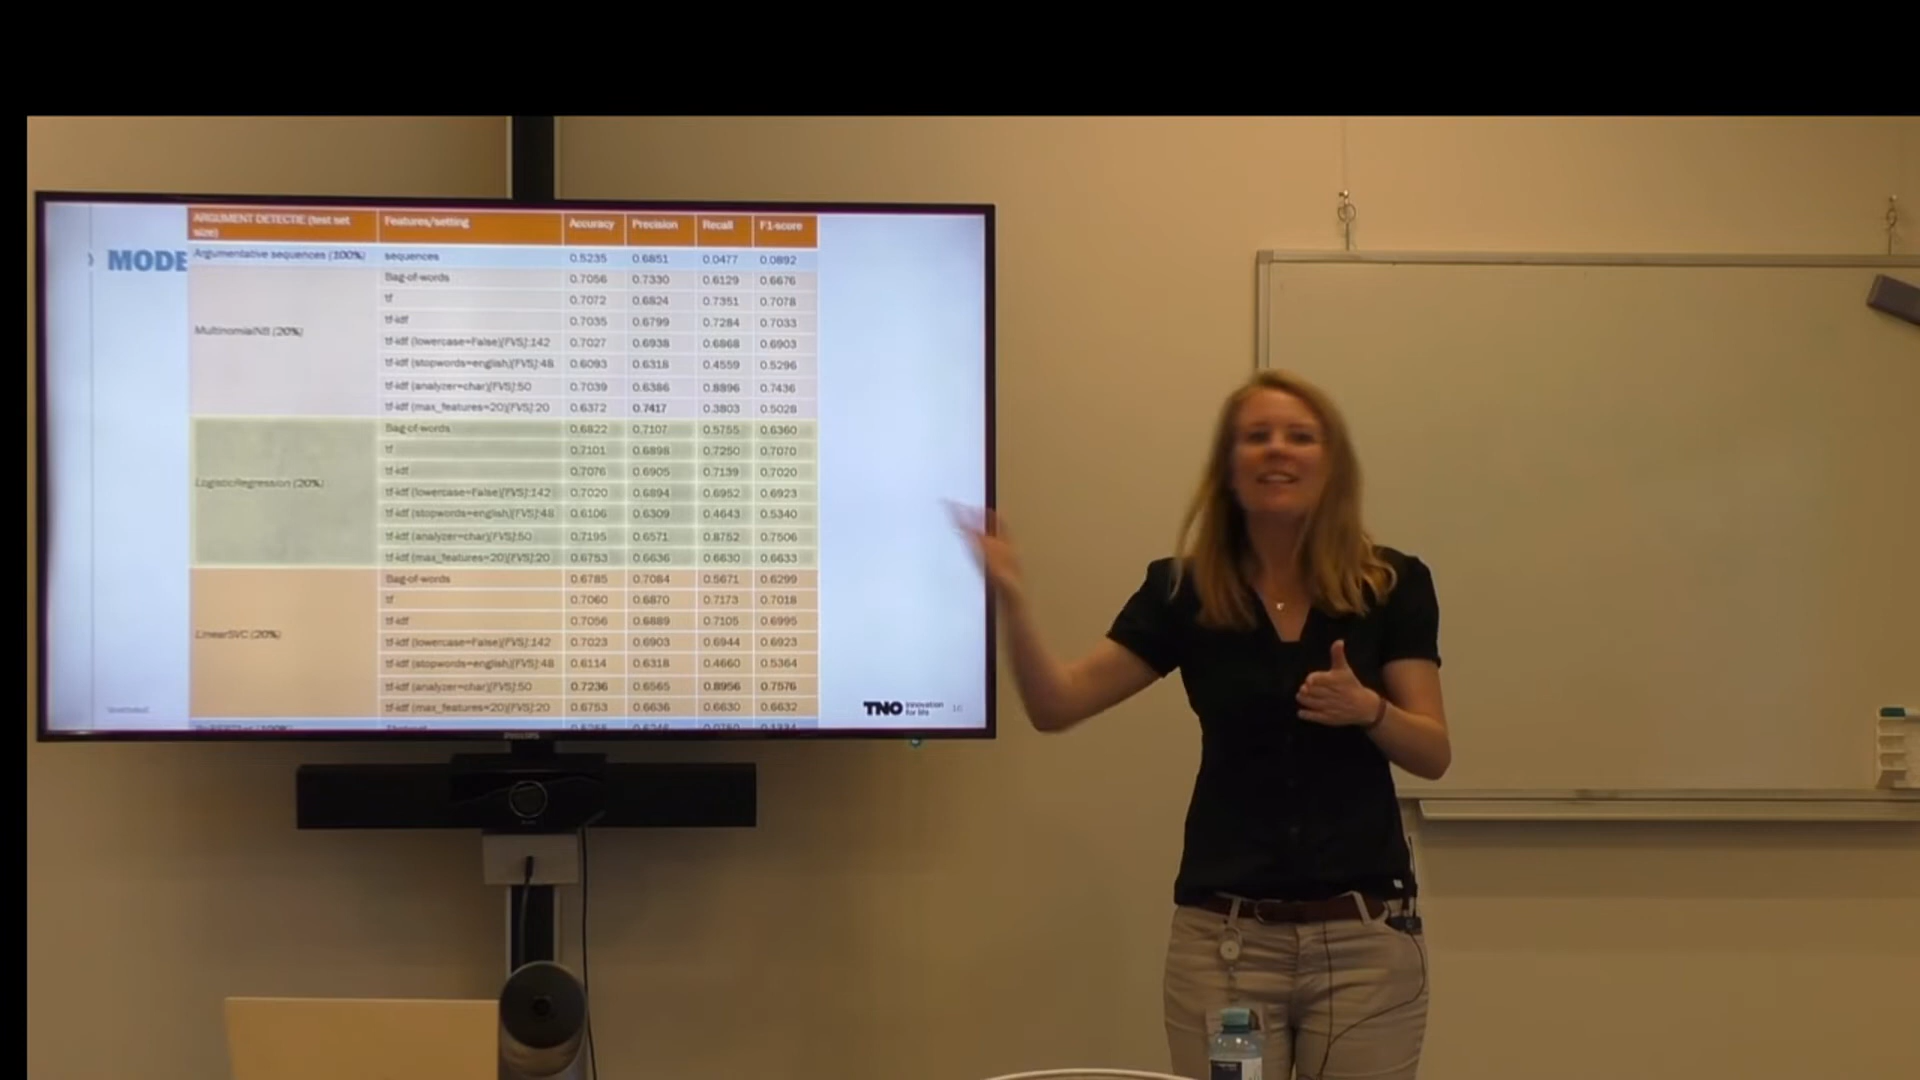 ARGUMENT DETECTIE (test set size) Features/setting Accuracy Precision Recall F1-score
MODE
Argumentative sequences (100%) sequences 0.5235 0.6851 0.0477 0.0892
MultinomialNB (20%)
Bag-of-words 0.7056 0.7330 0.6129 0.6676
tf 0.7072 0.6824 0.7351 0.7078
tf-idf 0.7035 0.6799 0.7284 0.7033
tf-idf (lowercase=False)[FVS]:142 0.7027 0.6938 0.6868 0.6903
tf-idf (stopwords=english)[FVS]:48 0.6093 0.6318 0.4559 0.5296
tf-idf (analyzer=char)[FVS]:50 0.7039 0.6386 0.8896 0.7436
tf-idf (max_features=20)[FVS]:20 0.6372 0.7417 0.3803 0.5028
LogisticRegression (20%)
Bag-of-words 0.6822 0.7107 0.5755 0.6360
tf 0.7101 0.6898 0.7250 0.7070
tf-idf 0.7076 0.6905 0.7139 0.7020
tf-idf (lowercase=False)[FVS]:142 0.7020 0.6894 0.6952 0.6923
tf-idf (stopwords=english)[FVS]:48 0.6106 0.6309 0.4643 0.5340
tf-idf (analyzer=char)[FVS]:50 0.7195 0.6571 0.8752 0.7506
tf-idf (max_features=20)[FVS]:20 0.6753 0.6636 0.6630 0.6633
LinearSVC (20%)
Bag-of-words 0.6785 0.7084 0.5671 0.6299
tf 0.7060 0.6870 0.7173 0.7018
tf-idf 0.7056 0.6889 0.7105 0.6995
tf-idf (lowercase=False)[FVS]:142 0.7023 0.6903 0.6944 0.6923
tf-idf (stopwords=english)[FVS]:48 0.6114 0.6318 0.4660 0.5364
tf-idf (analyzer=char)[FVS]:50 0.7236 0.6565 0.8956 0.7576
tf-idf (max_features=20)[FVS]:20 0.6753 0.6636 0.6630 0.6632
TNO innovation for life 16
PHILIPS